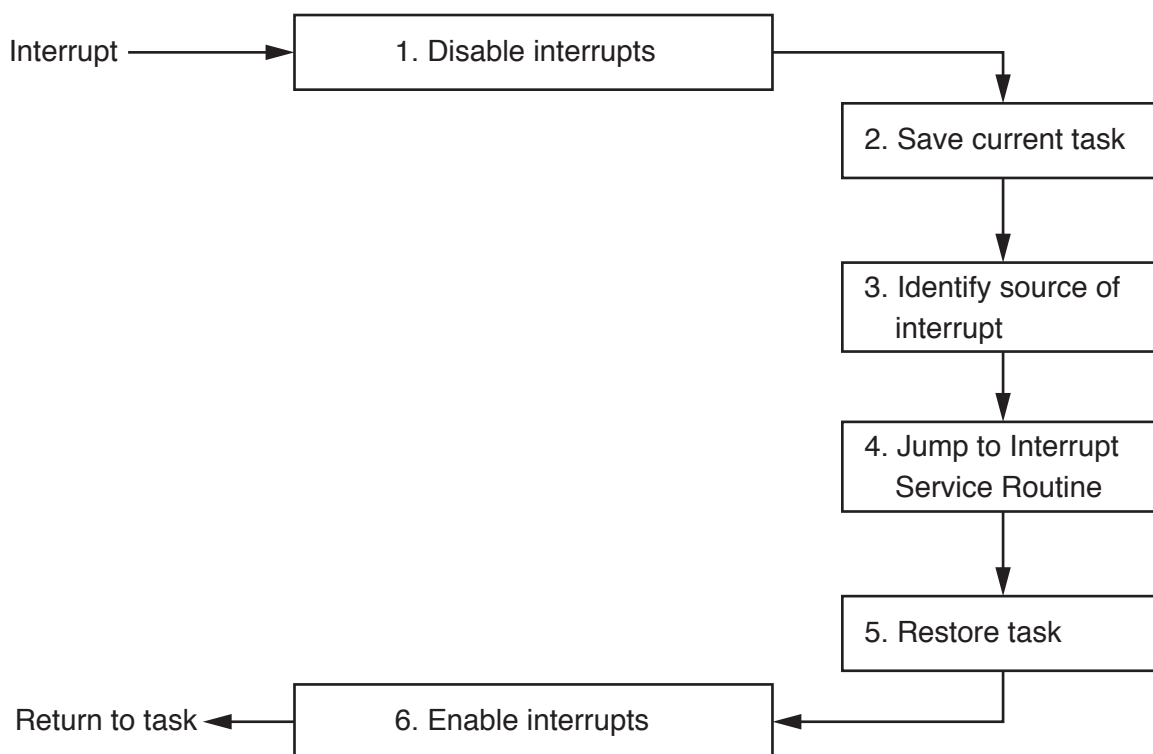 Interrupt
1. Disable interrupts
2. Save current task
3. Identify source of
interrupt
4. Jump to Interrupt
Service Routine
5. Restore task
6. Enable interrupts
Return to task